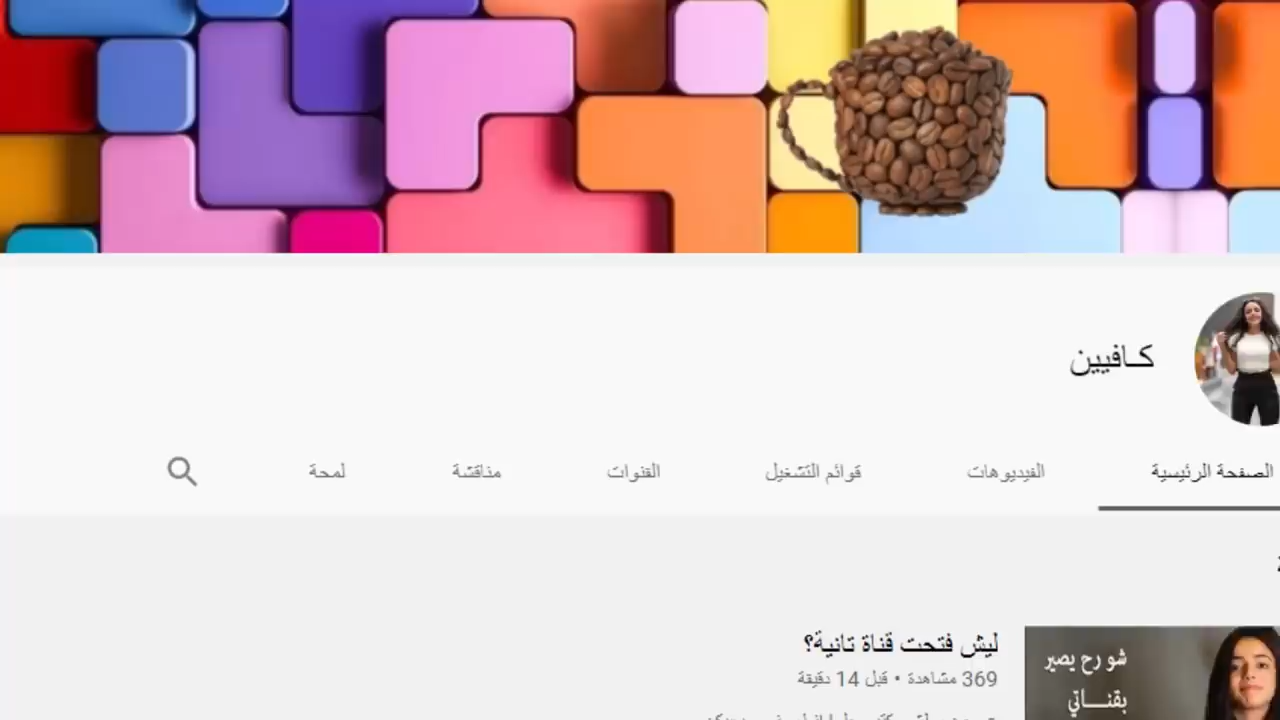 كـافيين
الصفحة الرئيسية
الفيديوهات
قوائم التشغيل
القنوات
مناقشة
لمحة
ليش فتحت قناة تانية؟
369 مشاهدة • قبل 14 دقيقة
شو رح يصير
بقنـــاتي